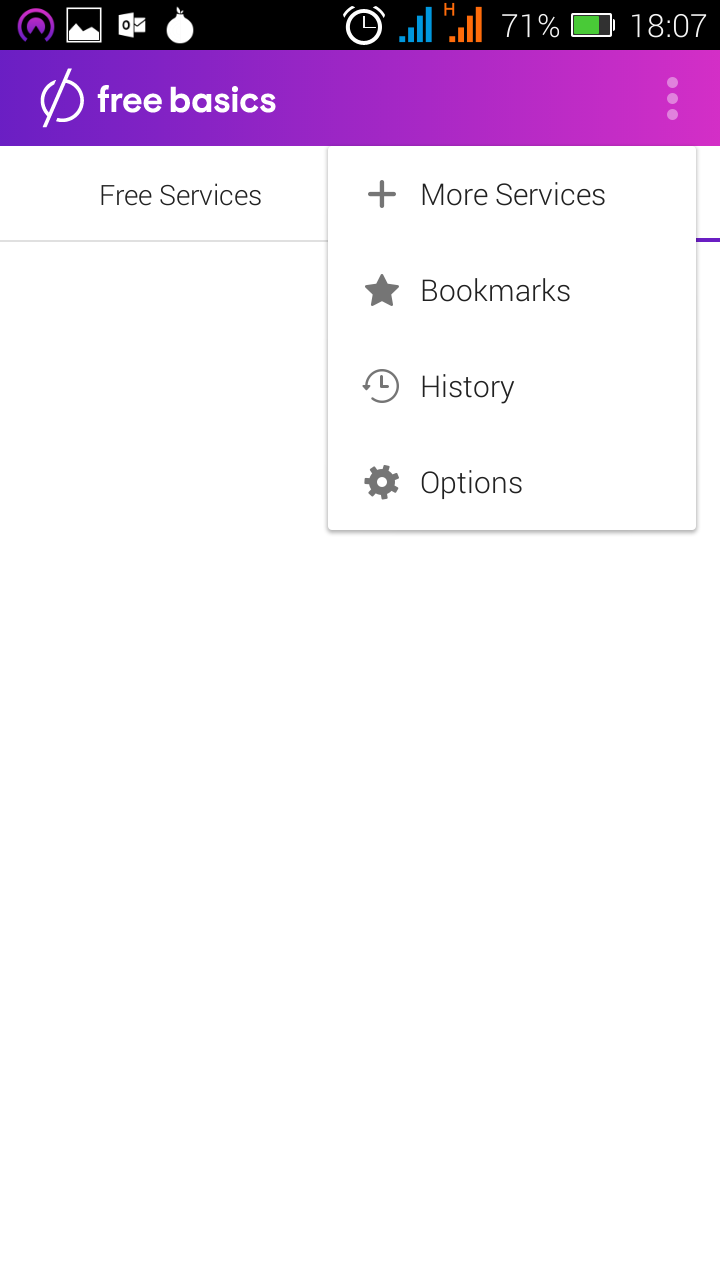 H 71% 18:07
free basics
Free Services
More Services
Bookmarks
History
Options